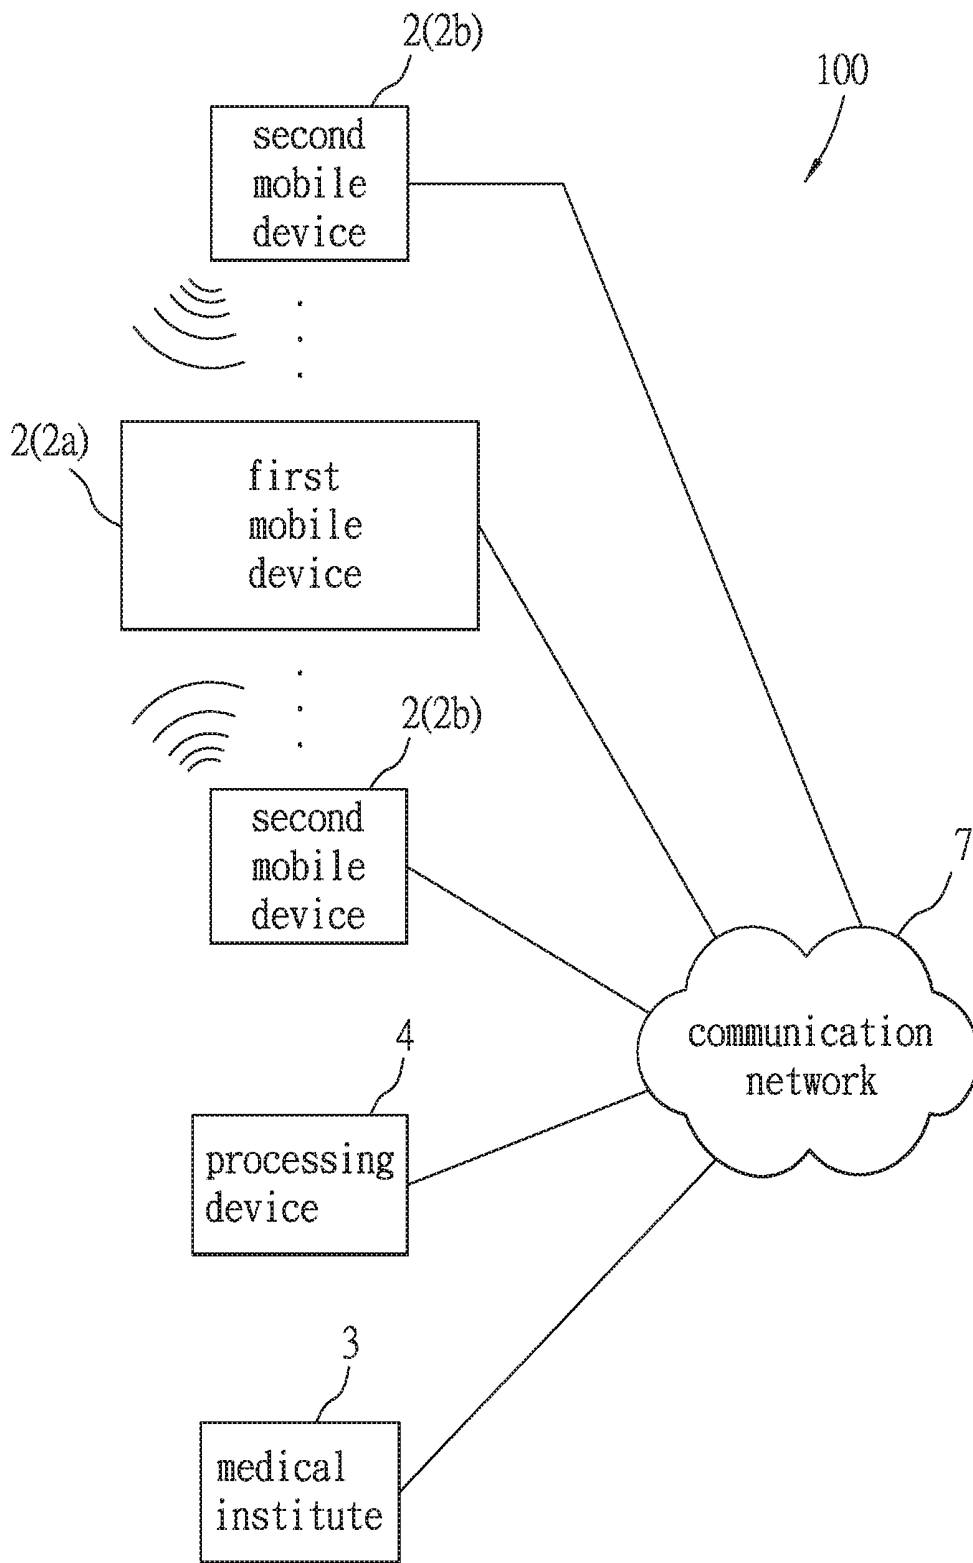 2(2b)
100
second
mobile
device
2(2a)
first
mobile
device
2(2b)
second
mobile
device
7
communication
network
4
processing
device
3
medical
institute